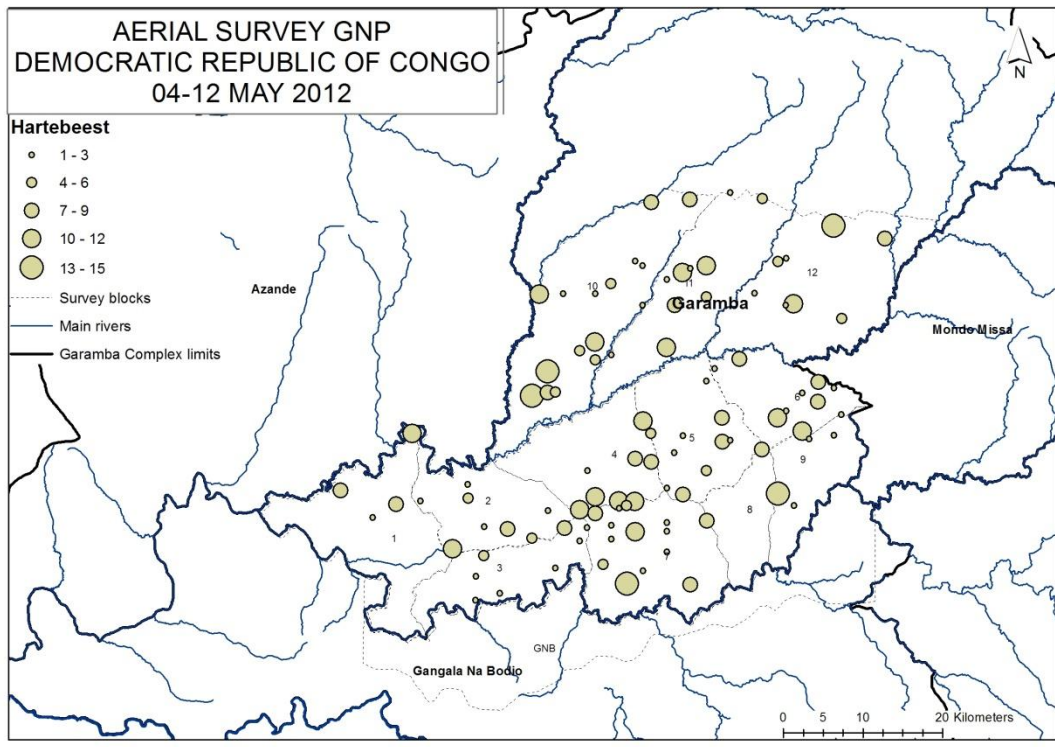 AERIAL SURVEY GNP
DEMOCRATIC REPUBLIC OF CONGO
04-12 MAY 2012
N
Hartebeest
1 - 3
4 - 6
7 - 9
10 - 12
13 - 15
Survey blocks
Main rivers
Garamba Complex limits
Azande
10
11
12
Garamba
Mondo Missa
6
5
4
9
2
8
1
7
3
GNB
Gangala Na Bodio
0 5 10 20 Kilometers